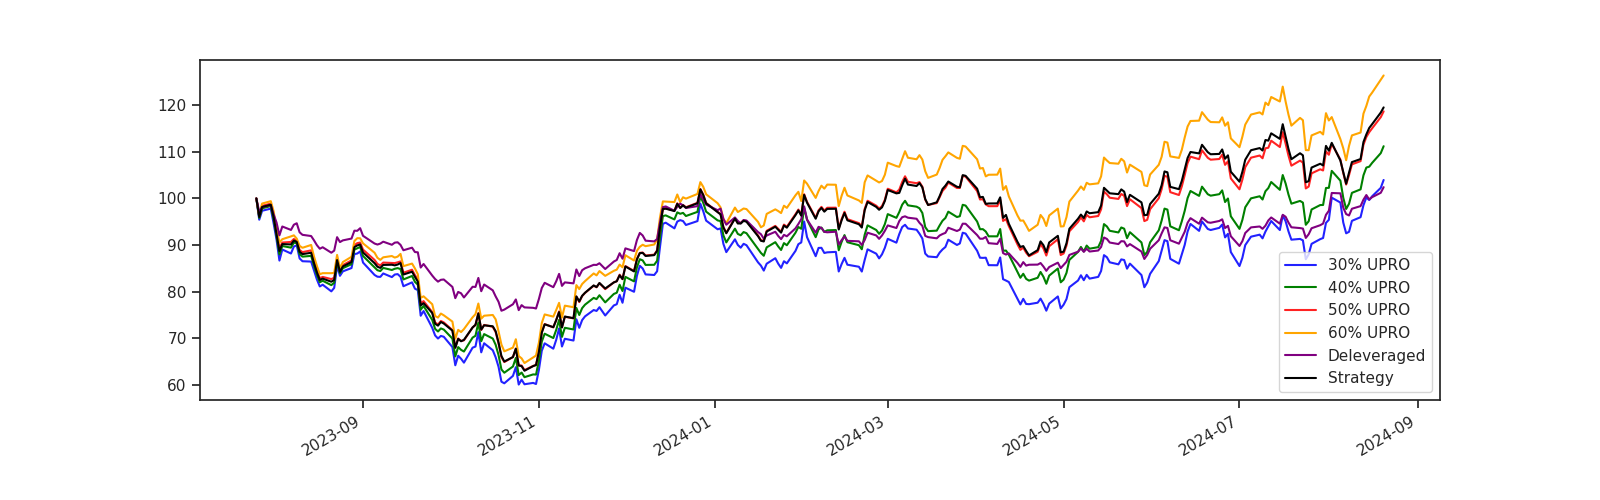 120
110
100
90
80
70
60
2023-09
2023-11
2024-01
2024-03
2024-05
2024-07
2024-09
30% UPRO
40% UPRO
50% UPRO
60% UPRO
Deleveraged
Strategy